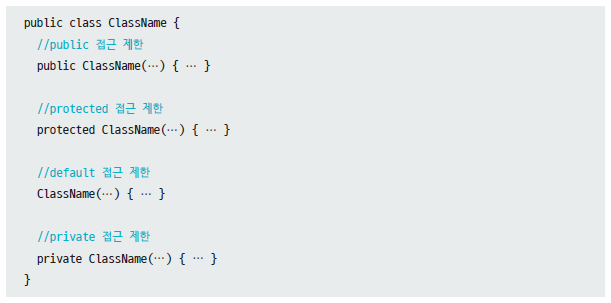 public class ClassName {
//public 접근 제한
public ClassName(…) { … }
//protected 접근 제한
protected ClassName(…) { … }
//default 접근 제한
ClassName(…) { … }
//private 접근 제한
private ClassName(…) { … }
}